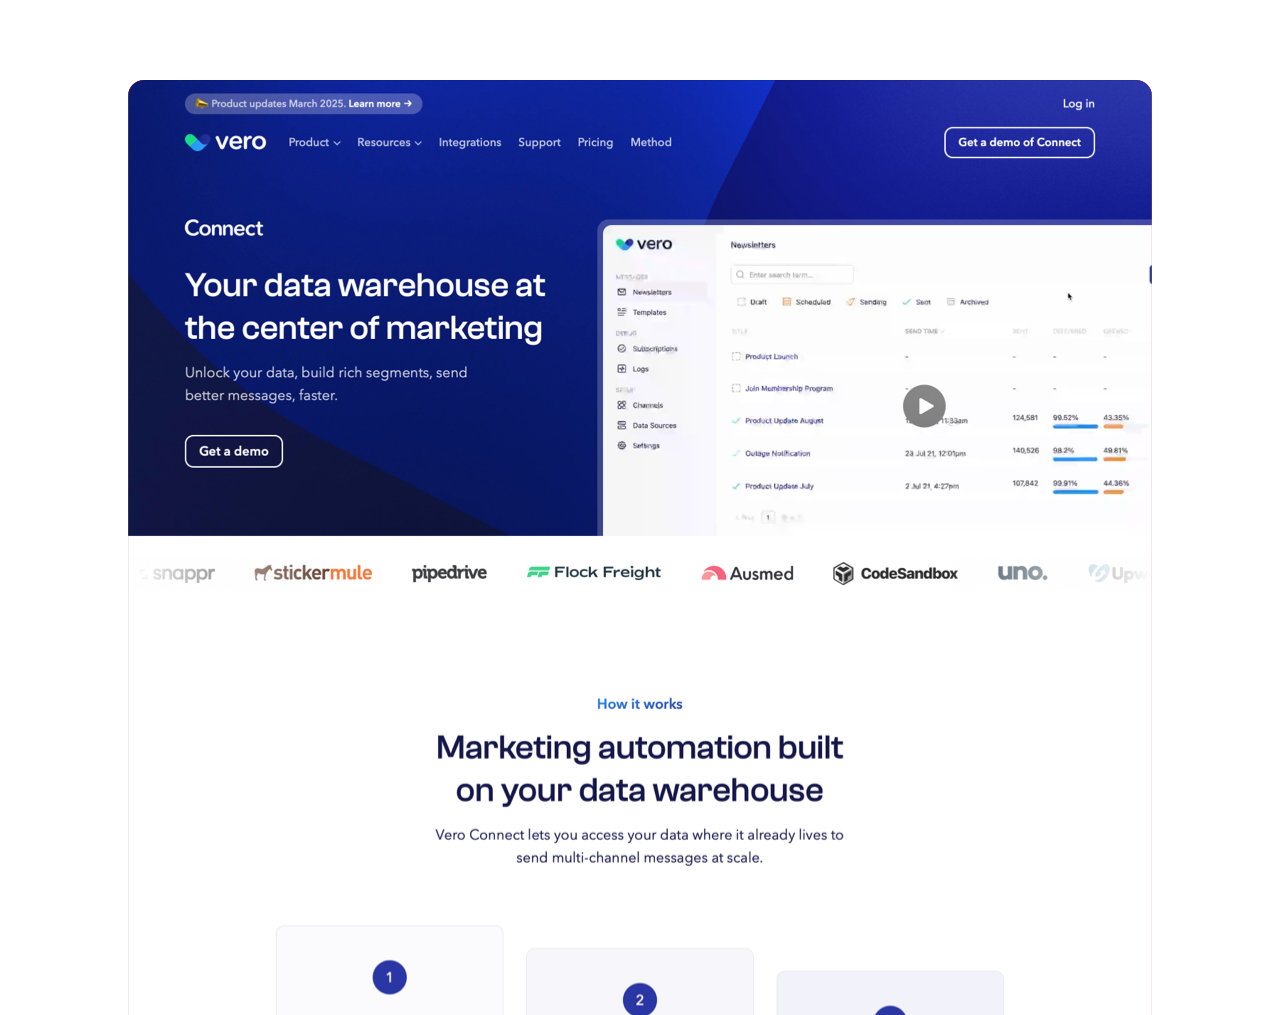 Product updates March 2025. Learn more →
Log in
vero
Product
Resources
Integrations
Support
Pricing
Method
Get a demo of Connect
Connect
Your data warehouse at
the center of marketing
Unlock your data, build rich segments, send
better messages, faster.
Get a demo
vero
Newsletters
Templates
Subscriptions
Logs
Channels
Data Sources
Settings
Newsletters
Enter search term...
Draft Scheduled Sending Sent Archived
TITLE SEND TIME SENT DELIVERED OPENED
Product Launch - - - -
Join Membership Program - - - -
Product Update August 11:33am 124,581 99.52% 43.35%
Outage Notification 23 Jul 21, 12:01pm 140,526 98.2% 49.81%
Product Update July 2 Jul 21, 4:27pm 107,842 99.91% 44.36%
1
snappr
stickermule
pipedrive
Flock Freight
Ausmed
CodeSandbox
uno.
Upw
How it works
Marketing automation built
on your data warehouse
Vero Connect lets you access your data where it already lives to
send multi-channel messages at scale.
1
2